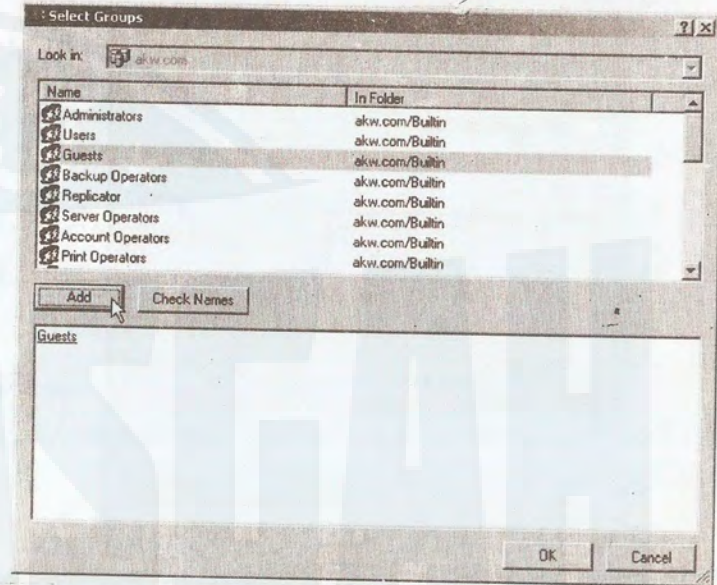 Select Groups
Look in: akw.com
Name In Folder
Administrators akw.com/Builtin
Users akw.com/Builtin
Guests akw.com/Builtin
Backup Operators akw.com/Builtin
Replicator akw.com/Builtin
Server Operators akw.com/Builtin
Account Operators akw.com/Builtin
Print Operators akw.com/Builtin
Add Check Names
Guests
OK Cancel